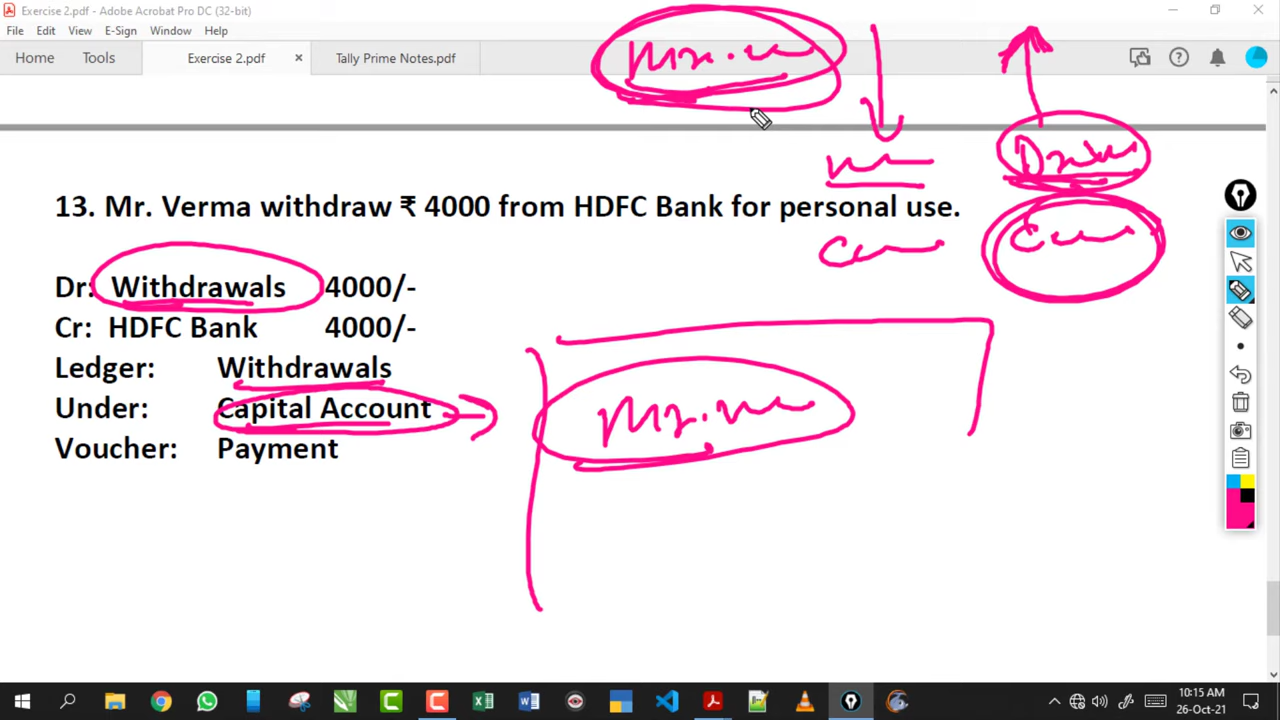 Exercise 2.pdf - Adobe Acrobat Pro DC (32-bit)
File Edit View E-Sign Window Help
Home Tools Exercise 2.pdf × Tally Prime Notes.pdf
Mr.
13. Mr. Verma withdraw ₹ 4000 from HDFC Bank for personal use.
Dr: Withdrawals 4000/-
Cr: HDFC Bank 4000/-
Ledger: Withdrawals
Under: Capital Account
Mr.
Voucher: Payment
10:15 AM
26-Oct-21